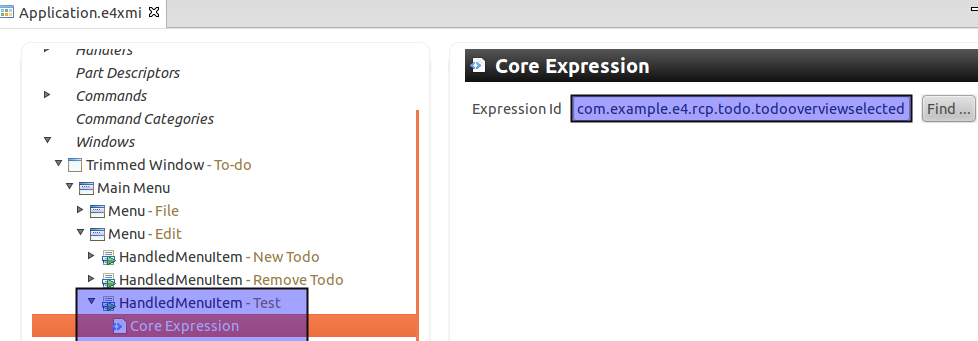 Application.e4xmi
Handlers
Part Descriptors
Commands
Command Categories
Windows
Trimmed Window - To-do
Main Menu
Menu - File
Menu - Edit
HandledMenuItem - New Todo
HandledMenuItem - Remove Todo
HandledMenuItem - Test
Core Expression
Core Expression
Expression Id com.example.e4.rcp.todo.todooverviewselected Find ...